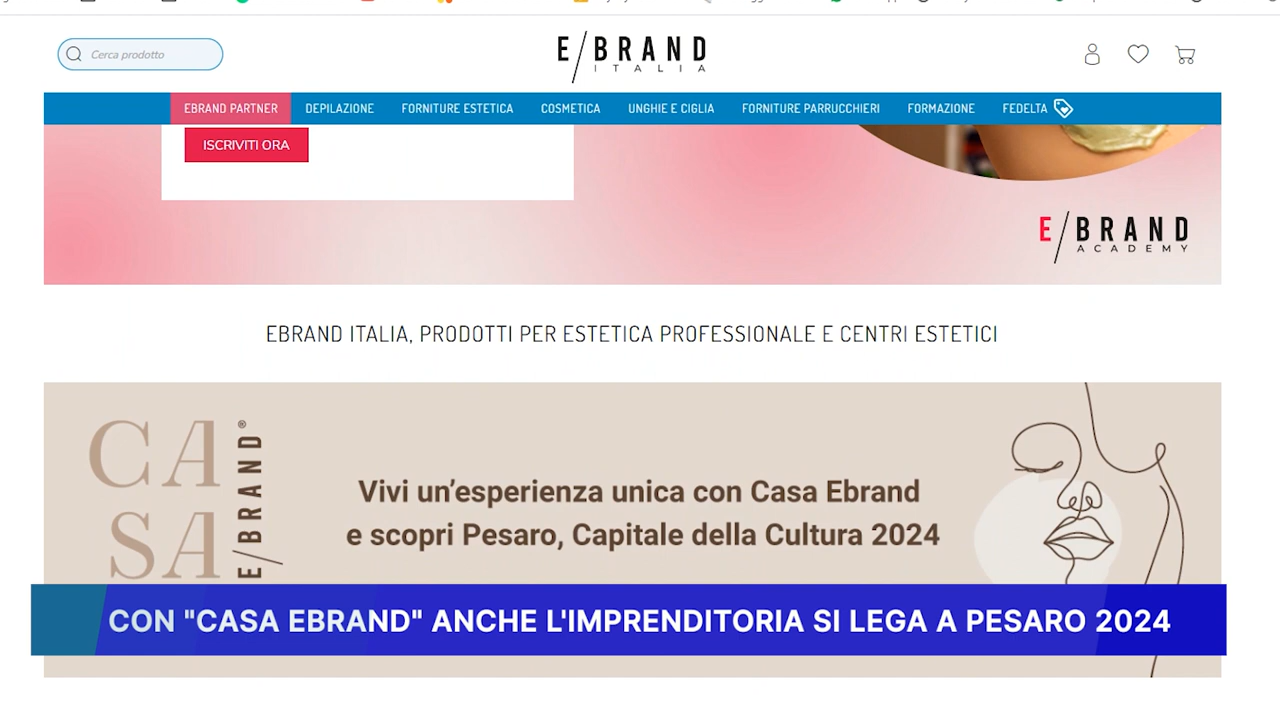 Cerca prodotto
E/BRAND
ITALIA
EBRAND PARTNER DEPILAZIONE FORNITURE ESTETICA COSMETICA UNGHIE E CIGLIA FORNITURE PARRUCCHIERI FORMAZIONE FEDELTA
ISCRIVITI ORA
E/BRAND
ACADEMY
EBRAND ITALIA, PRODOTTI PER ESTETICA PROFESSIONALE E CENTRI ESTETICI
CASA
E/BRAND®
Vivi un'esperienza unica con Casa Ebrand
e scopri Pesaro, Capitale della Cultura 2024
CON "CASA EBRAND" ANCHE L'IMPRENDITORIA SI LEGA A PESARO 2024